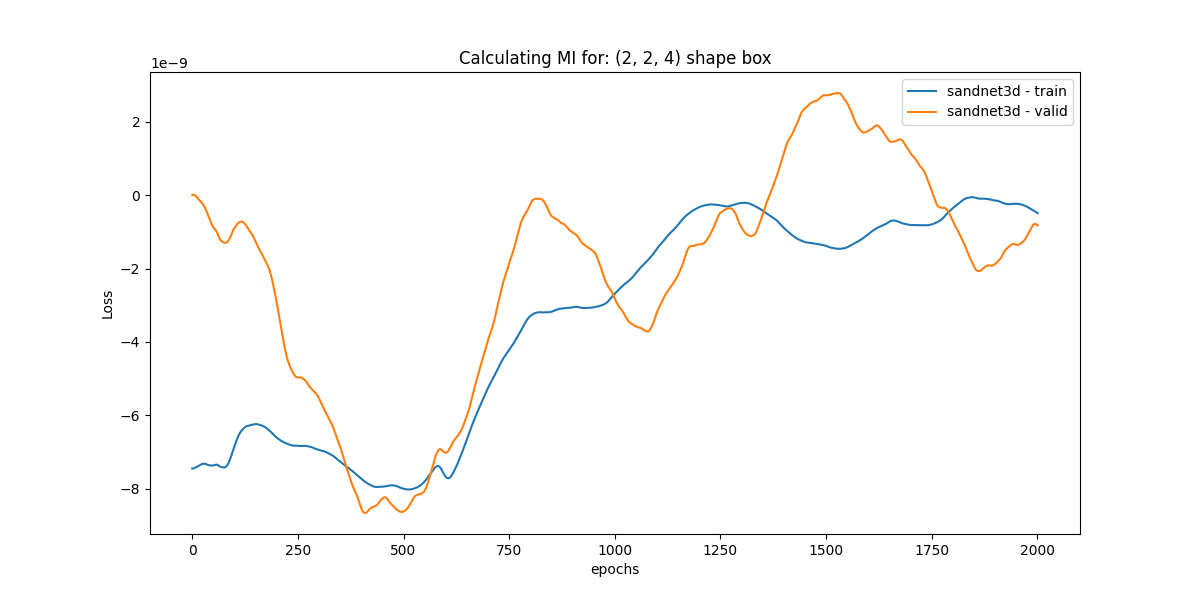 Calculating MI for: (2, 2, 4) shape box
1e−9
sandnet3d - train
sandnet3d - valid
2
0
−2
−4
−6
−8
Loss
0 250 500 750 1000 1250 1500 1750 2000
epochs